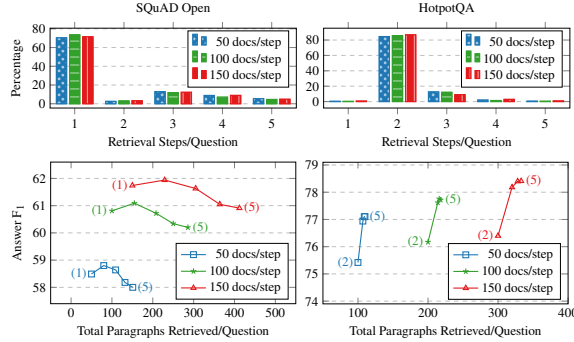 SQuAD Open
80
60
40
20
0
Percentage
1 2 3 4 5
Retrieval Steps/Question
50 docs/step
100 docs/step
150 docs/step
HotpotQA
80
60
40
20
0
1 2 3 4 5
Retrieval Steps/Question
50 docs/step
100 docs/step
150 docs/step
62
61
60
59
58
Answer F1
(1)
(5)
(1)
(5)
(1)
(5)
50 docs/step
100 docs/step
150 docs/step
0 100 200 300 400 500
Total Paragraphs Retrieved/Question
79
78
77
76
75
74
(5)
(5)
(5)
(2)
(2)
(2)
50 docs/step
100 docs/step
150 docs/step
100 200 300 400
Total Paragraphs Retrieved/Question